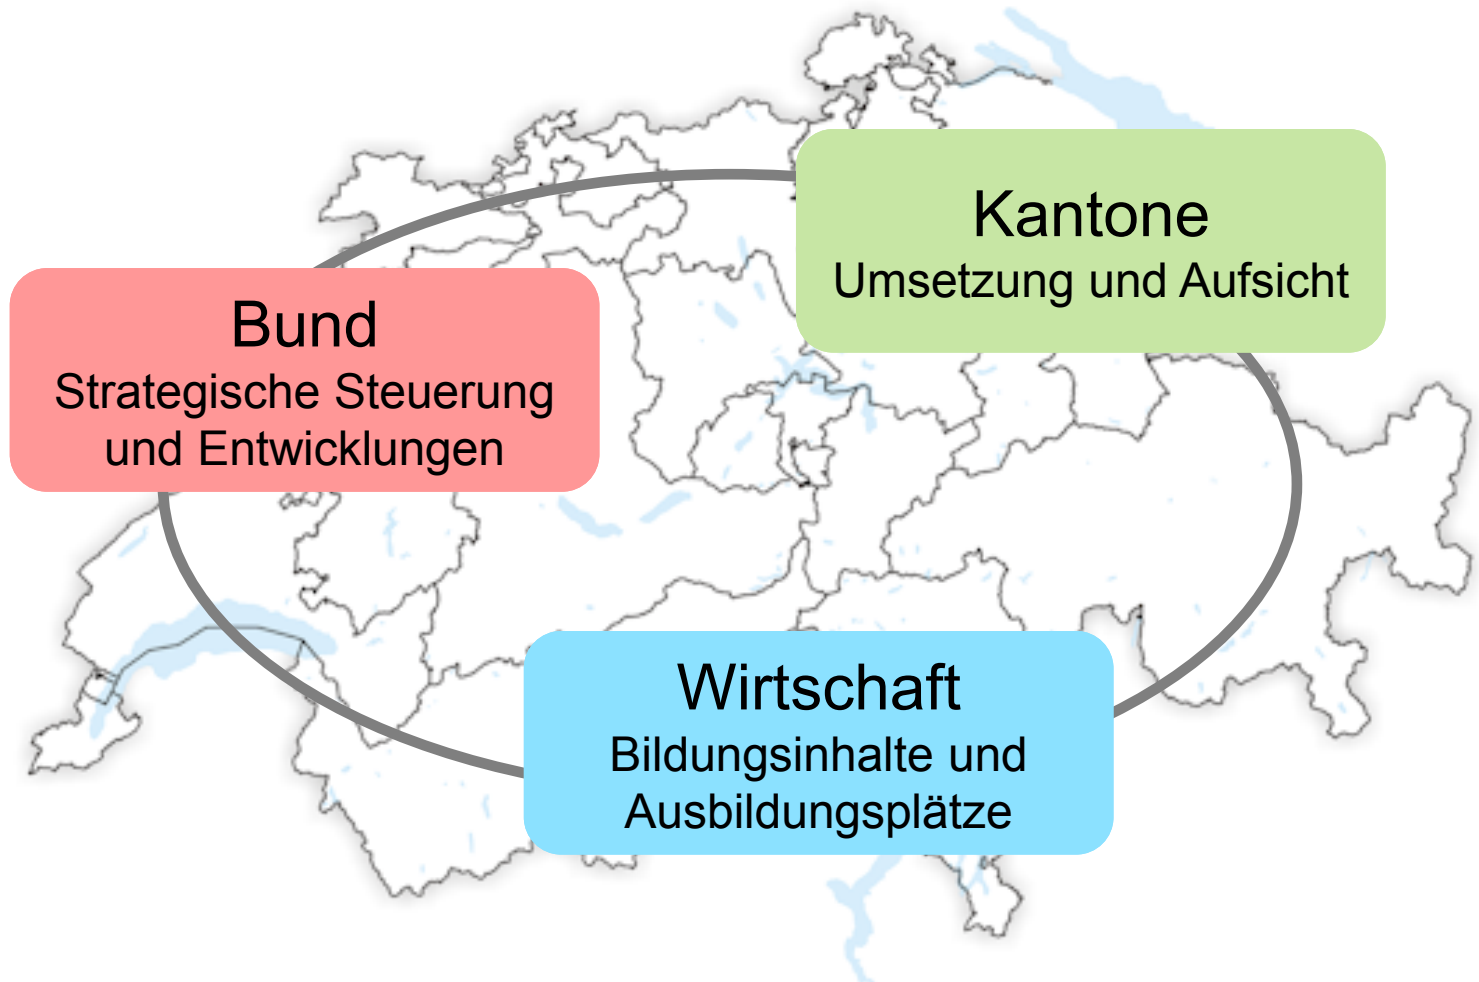 Kantone
Umsetzung und Aufsicht
Bund
Strategische Steuerung
und Entwicklungen
Wirtschaft
Bildungsinhalte und
Ausbildungsplätze